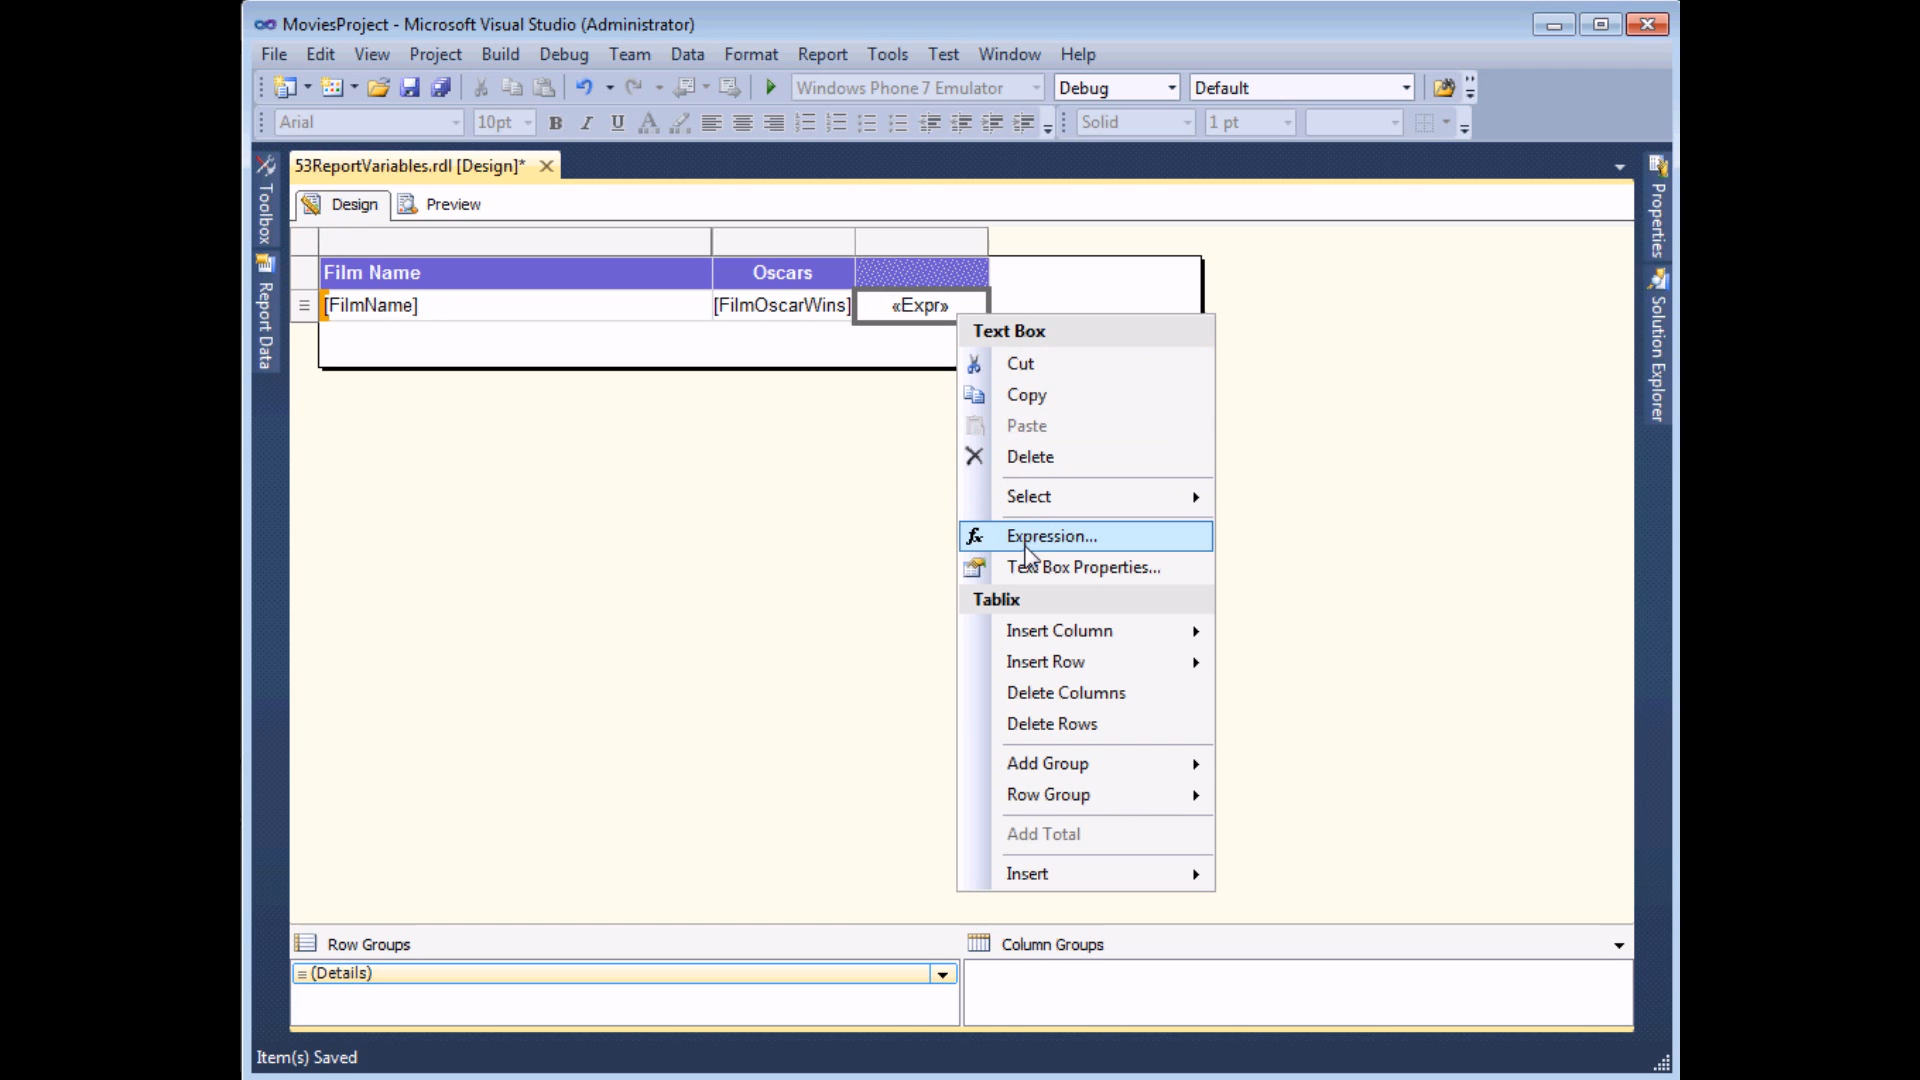 MoviesProject - Microsoft Visual Studio (Administrator)
File Edit View Project Build Debug Team Data Format Report Tools Test Window Help
Windows Phone 7 Emulator Debug Default
Arial 10pt B I U A Solid 1 pt
53ReportVariables.rdl [Design]*
Toolbox
Report Data
Properties
Solution Explorer
Design Preview
Film Name Oscars
[FilmName] [FilmOscarWins] «Expr»
Text Box
Cut
Copy
Paste
Delete
Select
fx Expression...
Text Box Properties...
Tablix
Insert Column
Insert Row
Delete Columns
Delete Rows
Add Group
Row Group
Add Total
Insert
Row Groups Column Groups
(Details)
Item(s) Saved